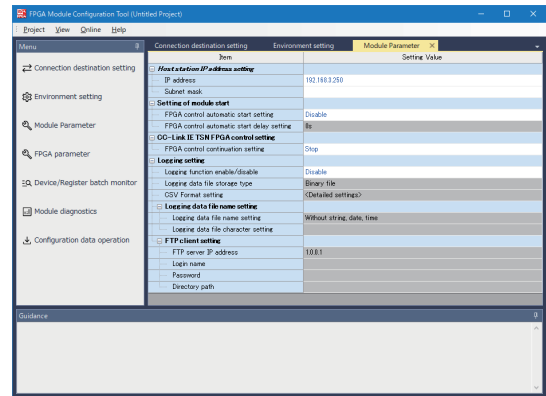 FPGA Module Configuration Tool (Untitled Project)
Project View Online Help
Menu
Connection destination setting
Environment setting
Module Parameter
FPGA parameter
Device/Register batch monitor
Module diagnostics
Configuration data operation
Connection destination setting Environment setting Module Parameter
Item Setting Value
Host station IP address setting
IP address 192.168.3.250
Subnet mask
Setting of module start
FPGA control automatic start setting Disable
FPGA control automatic start delay setting 0s
CC-Link IE TSN FPGA control setting
FPGA control continuation setting Stop
Logging setting
Logging function enable/disable Disable
Logging data file storage type Binary file
CSV Format setting <Detailed settings>
Logging data file name setting
Logging data file name setting Without string, date, time
Logging data file character setting
FTP client setting
FTP server IP address 1.0.0.1
Login name
Password
Directory path
Guidance